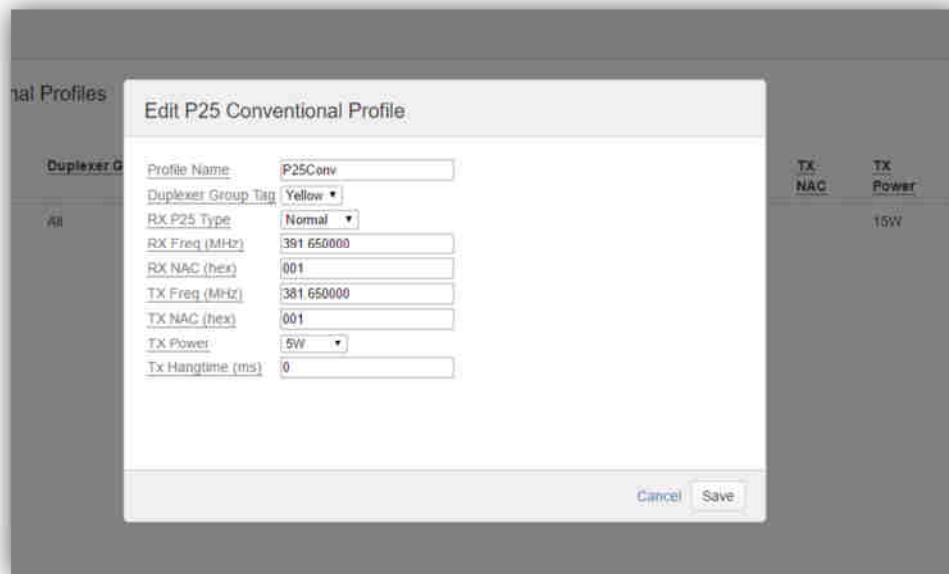 nal Profiles
Edit P25 Conventional Profile
Duplexer G
TX NAC
TX Power
All
15W
Profile Name P25Conv
Duplexer Group Tag Yellow
RX P25 Type Normal
RX Freq (MHz) 391.650000
RX NAC (hex) 001
TX Freq (MHz) 381.650000
TX NAC (hex) 001
TX Power 5W
Tx Hangtime (ms) 0
Cancel Save